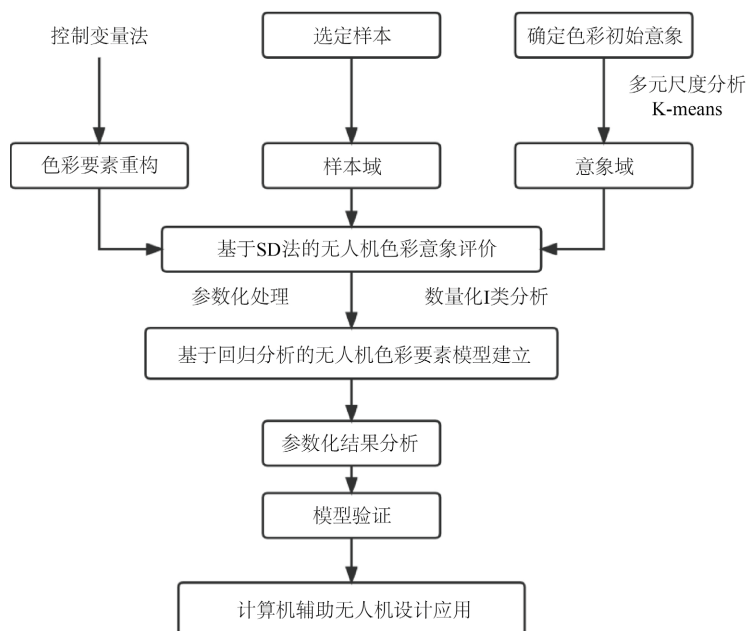 控制变量法
选定样本
确定色彩初始意象
多元尺度分析
K-means
色彩要素重构
样本域
意象域
基于SD法的无人机色彩意象评价
参数化处理
数量化I类分析
基于回归分析的无人机色彩要素模型建立
参数化结果分析
模型验证
计算机辅助无人机设计应用